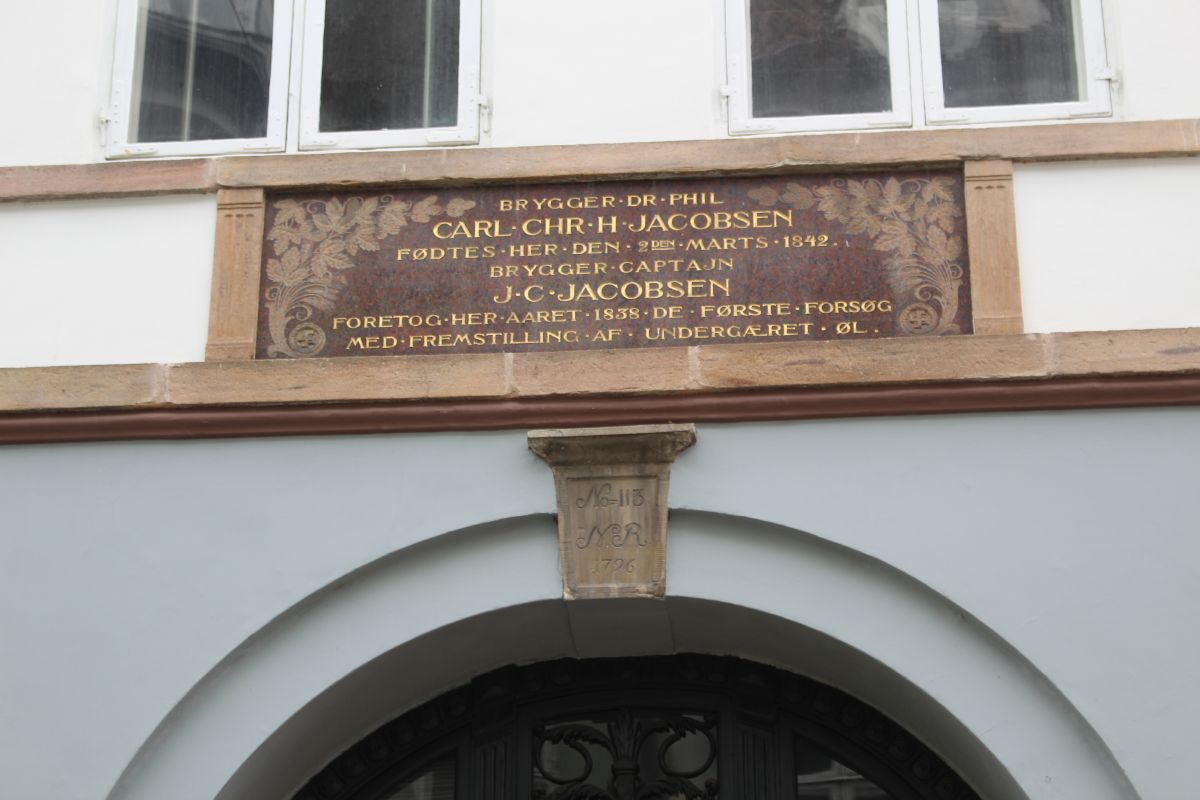 BRYGGER·DR·PHIL
CARL·CHR·H·JACOBSEN
FØDTES·HER·DEN·2DEN·MARTS·1842.
BRYGGER·CAPTAJN
J·C·JACOBSEN
FORETOG·HER·AARET·1838·DE·FØRSTE·FORSØG
MED·FREMSTILLING·AF·UNDERGÆRET·ØL.
No-113
N.R
1796